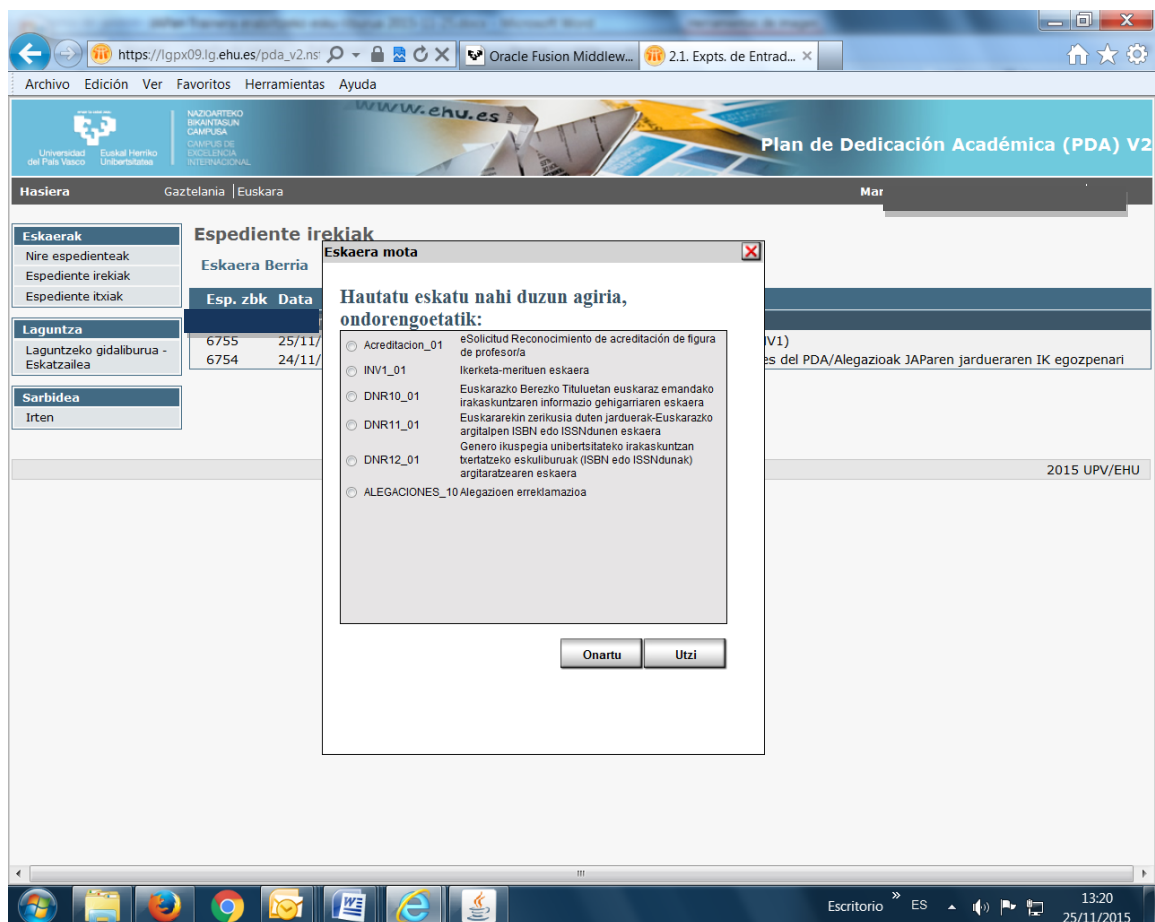 https://lgpx09.lg.ehu.es/pda_v2.ns
Oracle Fusion Middlew...
2.1. Expts. de Entrad...
Archivo Edición Ver Favoritos Herramientas Ayuda
www.ehu.es
NAZIOARTEKO
BIKAINTASUN
CAMPUSA
CAMPUS DE
EXCELENCIA
INTERNACIONAL
Universidad del País Vasco
Euskal Herriko Unibertsitatea
Plan de Dedicación Académica (PDA) V2
Hasiera
Gaztelania | Euskara
Mar
Eskaerak
Nire espedienteak
Espediente irekiak
Espediente itxiak
Laguntza
Laguntzeko gidaliburua -
Eskatzailea
Sarbidea
Irten
Espediente irekiak
Eskaera Berria
Esp. zbk Data
6755 25/11/
6754 24/11/
es del PDA/Alegazioak JAParen jardueraren IK egozpenari
Eskaera mota
Hautatu eskatu nahi duzun agiria,
ondorengoetatik:
Acreditacion_01 eSolicitud Reconocimiento de acreditación de figura
de profesor/a
INV1_01 Ikerketa-merituen eskaera
DNR10_01 Euskarazko Berezko Tituluetan euskaraz emandako
irakaskuntzaren informazio gehigarriaren eskaera
DNR11_01 Euskararekin zerikusia duten jarduerak-Euskarazko
argitalpen ISBN edo ISSNdunen eskaera
DNR12_01 Genero ikuspegia unibertsitateko irakaskuntzan
txertatzeko eskuliburuak (ISBN edo ISSNdunak)
argitaratzearen eskaera
ALEGACIONES_10 Alegazioen erreklamazioa
Onartu Utzi
2015 UPV/EHU
Escritorio » ES
13:20
25/11/2015